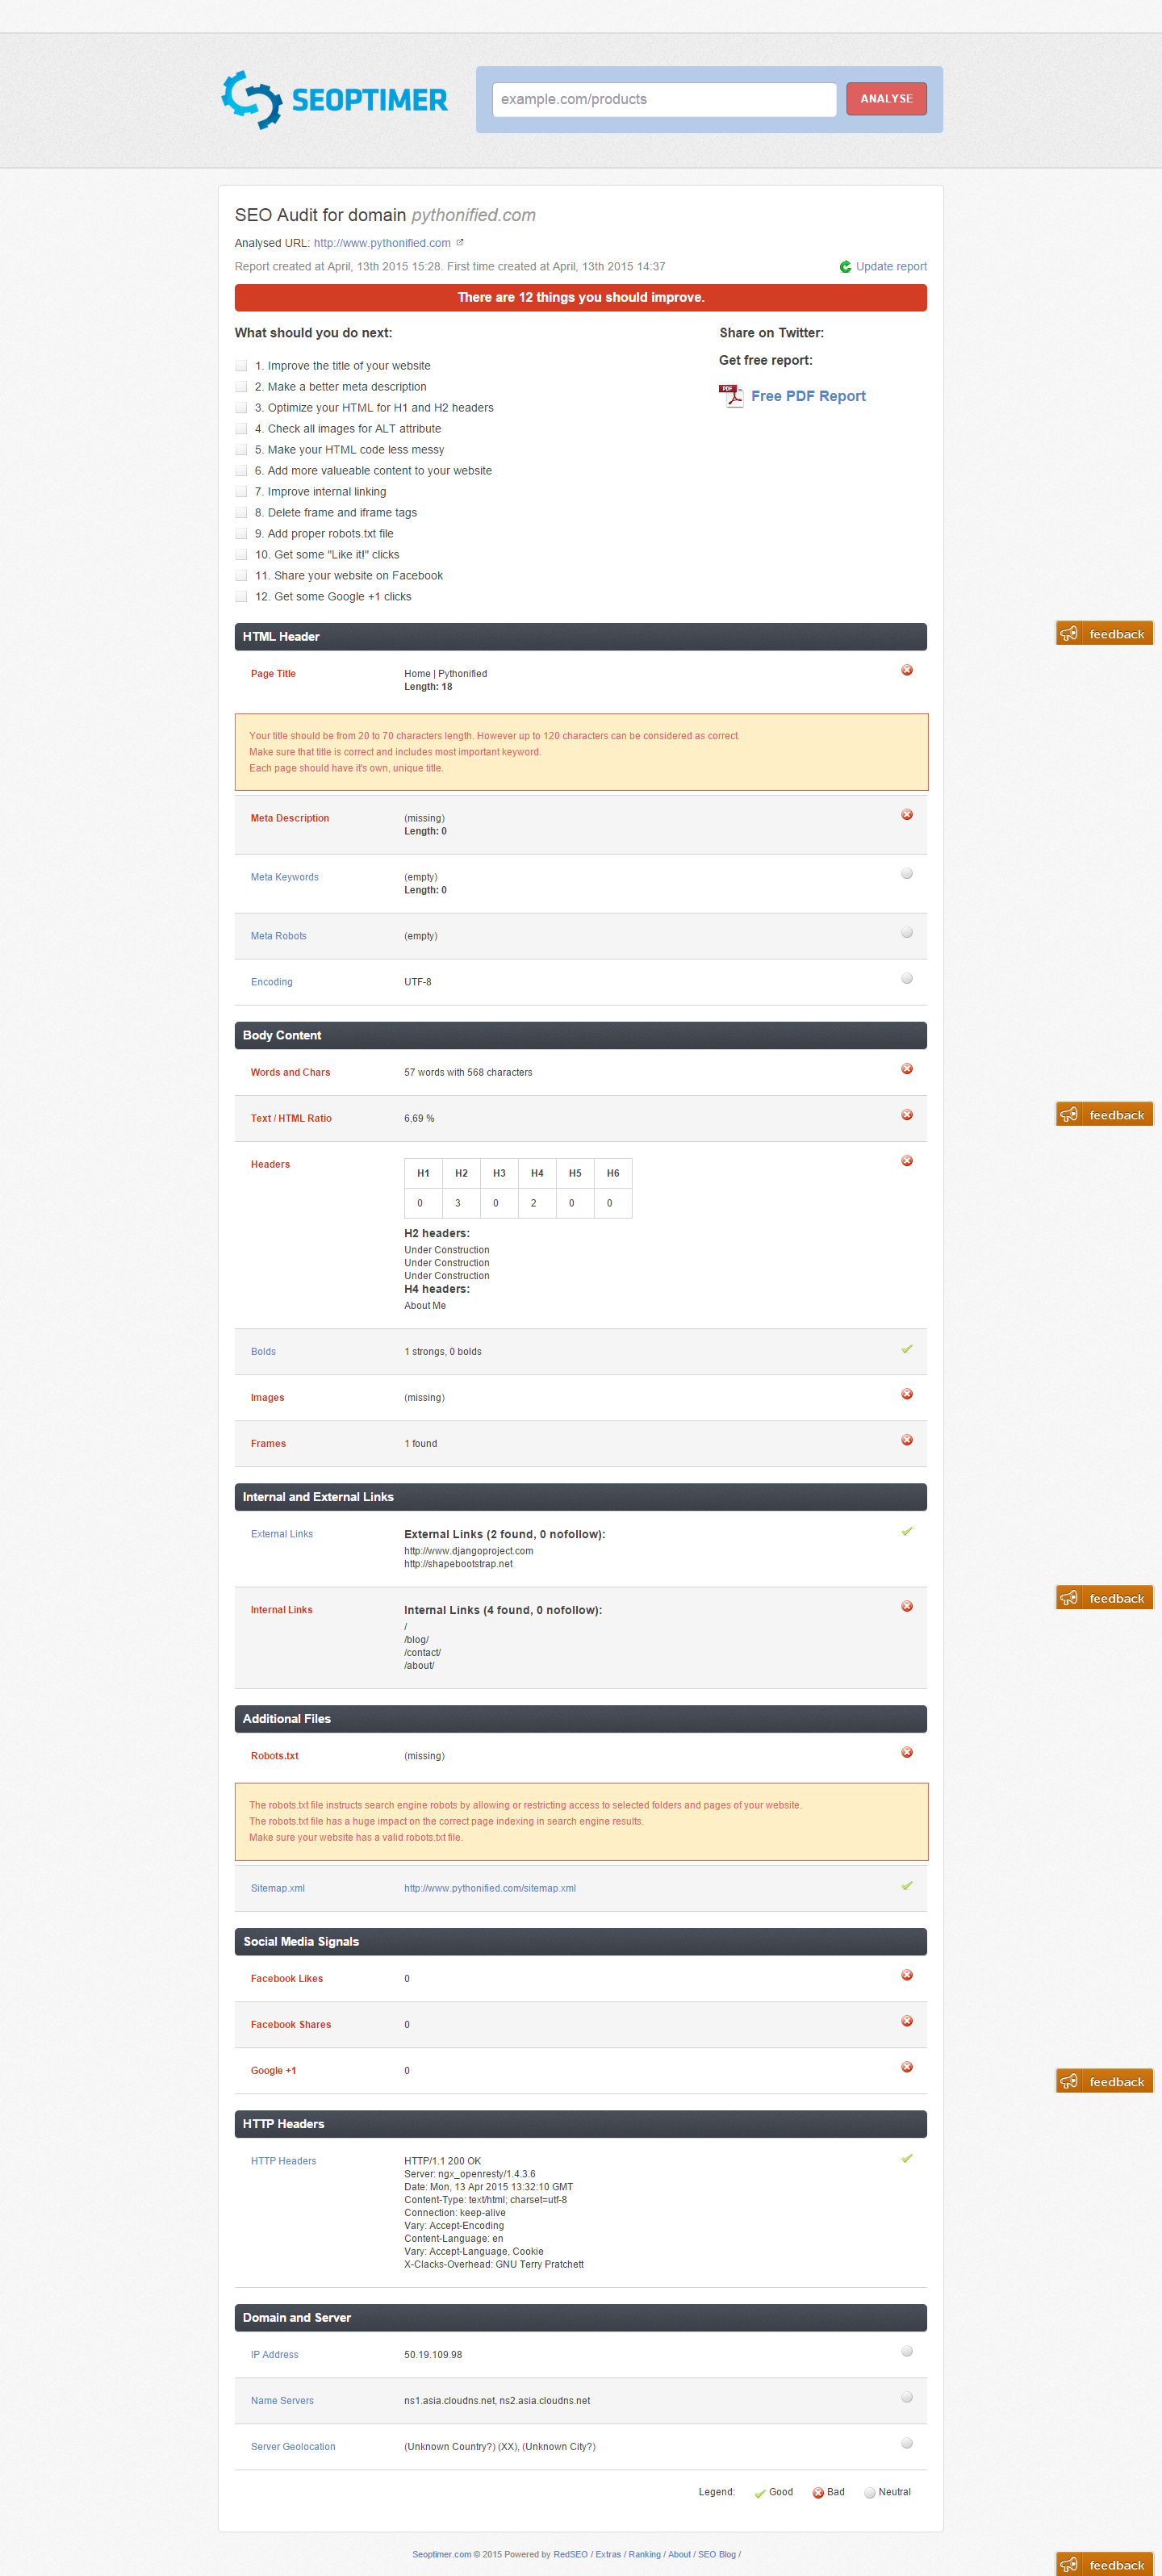 SEOPTIMER
example.com/products
ANALYSE
SEO Audit for domain pythonified.com
Analysed URL: http://www.pythonified.com
Report created at April, 13th 2015 15:28. First time created at April, 13th 2015 14:37
Update report
There are 12 things you should improve.
What should you do next:
1. Improve the title of your website
2. Make a better meta description
3. Optimize your HTML for H1 and H2 headers
4. Check all images for ALT attribute
5. Make your HTML code less messy
6. Add more valueable content to your website
7. Improve internal linking
8. Delete frame and iframe tags
9. Add proper robots.txt file
10. Get some "Like it!" clicks
11. Share your website on Facebook
12. Get some Google +1 clicks
Share on Twitter:
Get free report:
PDF
Free PDF Report
HTML Header
feedback
Page Title
Home | Pythonified
Length: 18
Your title should be from 20 to 70 characters length. However up to 120 characters can be considered as correct.
Make sure that title is correct and includes most important keyword.
Each page should have it's own, unique title.
Meta Description
(missing)
Length: 0
Meta Keywords
(empty)
Length: 0
Meta Robots
(empty)
Encoding
UTF-8
Body Content
Words and Chars
57 words with 568 characters
Text / HTML Ratio
6,69 %
feedback
Headers
H1 H2 H3 H4 H5 H6
0 3 0 2 0 0
H2 headers:
Under Construction
Under Construction
Under Construction
H4 headers:
About Me
Bolds
1 strongs, 0 bolds
Images
(missing)
Frames
1 found
Internal and External Links
External Links
External Links (2 found, 0 nofollow):
http://www.djangoproject.com
http://shapebootstrap.net
feedback
Internal Links
Internal Links (4 found, 0 nofollow):
/
/blog/
/contact/
/about/
Additional Files
Robots.txt
(missing)
The robots.txt file instructs search engine robots by allowing or restricting access to selected folders and pages of your website.
The robots.txt file has a huge impact on the correct page indexing in search engine results.
Make sure your website has a valid robots.txt file.
Sitemap.xml
http://www.pythonified.com/sitemap.xml
Social Media Signals
Facebook Likes
0
Facebook Shares
0
Google +1
0
feedback
HTTP Headers
HTTP Headers
HTTP/1.1 200 OK
Server: ngx_openresty/1.4.3.6
Date: Mon, 13 Apr 2015 13:32:10 GMT
Content-Type: text/html; charset=utf-8
Connection: keep-alive
Vary: Accept-Encoding
Content-Language: en
Vary: Accept-Language, Cookie
X-Clacks-Overhead: GNU Terry Pratchett
Domain and Server
IP Address
50.19.109.98
Name Servers
ns1.asia.cloudns.net, ns2.asia.cloudns.net
Server Geolocation
(Unknown Country?) (XX), (Unknown City?)
Legend: Good Bad Neutral
Seoptimer.com © 2015 Powered by RedSEO / Extras / Ranking / About / SEO Blog /
feedback